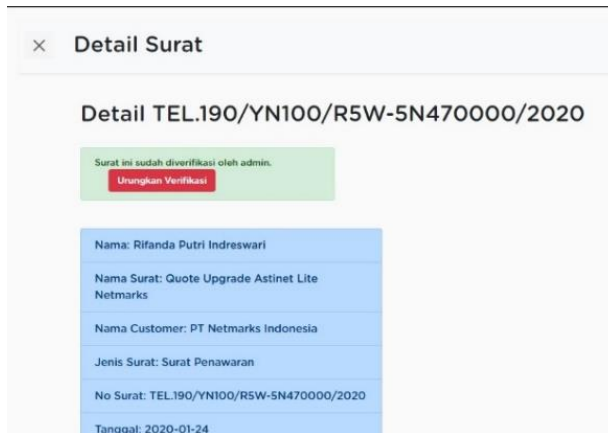 Detail Surat
Detail TEL.190/YN100/R5W-5N470000/2020
Surat ini sudah diverifikasi oleh admin.
Urungkan Verifikasi
Nama: Rifanda Putri Indreswari
Nama Surat: Quote Upgrade Astinet Lite
Netmarks
Nama Customer: PT Netmarks Indonesia
Jenis Surat: Surat Penawaran
No Surat: TEL.190/YN100/R5W-5N470000/2020
Tanggal: 2020-01-24